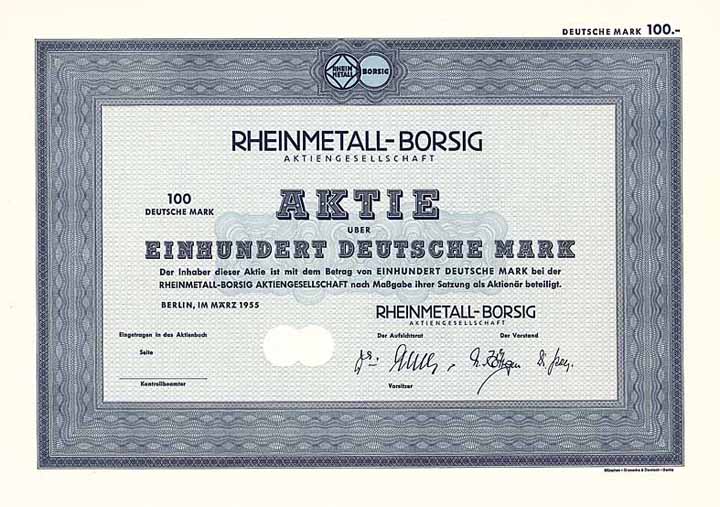 DEUTSCHE MARK 100.-
RHEIN METALL BORSIG
RHEINMETALL-BORSIG
AKTIENGESELLSCHAFT
100
DEUTSCHE MARK
AKTIE
UBER
EINHUNDERT DEUTSCHE MARK
Der Inhaber dieser Aktie ist mit dem Betrag von EINHUNDERT DEUTSCHE MARK bei der
RHEINMETALL-BORSIG AKTIENGESELLSCHAFT nach Maßgabe ihrer Satzung als Aktionär beteiligt.
BERLIN, IM MÄRZ 1955
RHEINMETALL-BORSIG
AKTIENGESELLSCHAFT
Eingetragen in das Aktienbuch
Der Aufsichtsrat Der Vorstand
Seite
Vorsitzer
Kontrollbeamter